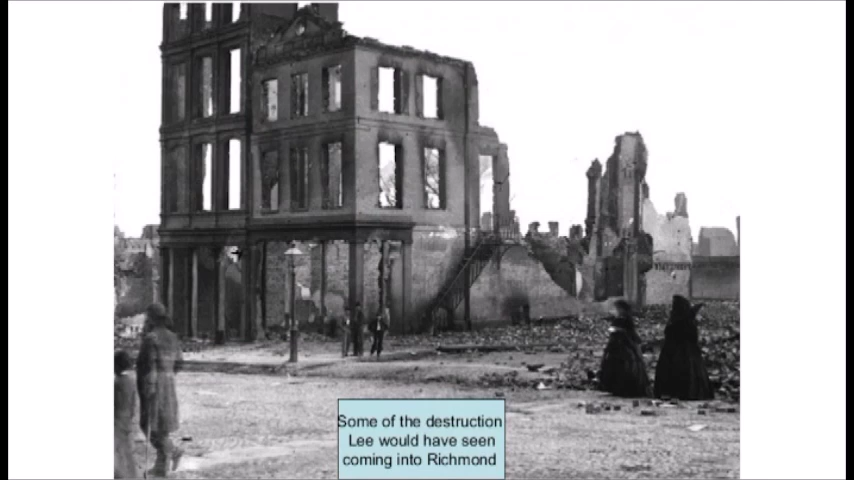 Some of the destruction
Lee would have seen
coming into Richmond